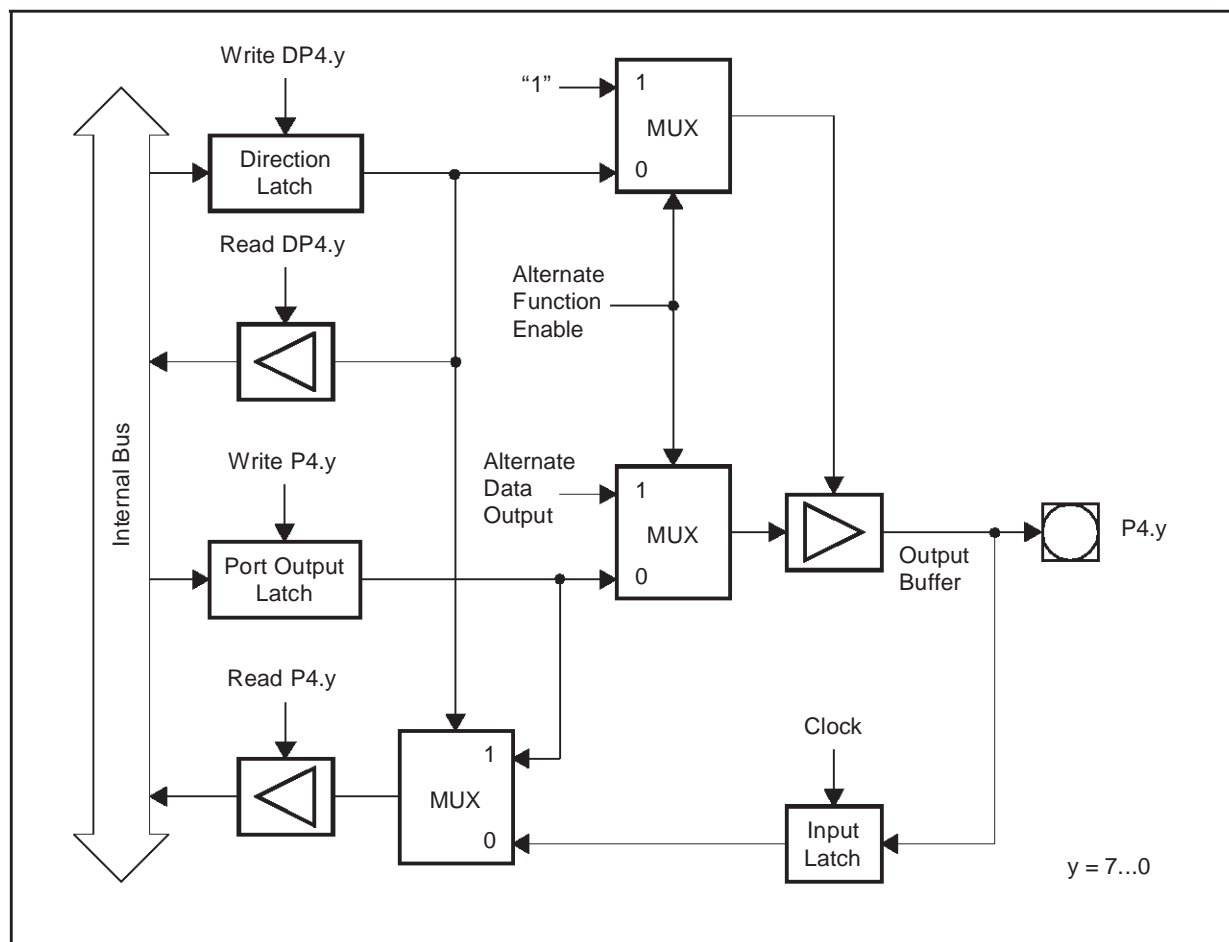 Write DP4.y
“1”
1
MUX
0
Direction
Latch
Read DP4.y
Alternate
Function
Enable
Internal Bus
Write P4.y
Alternate
Data
Output
1
MUX
0
P4.y
Port Output
Latch
Output
Buffer
Read P4.y
Clock
1
MUX
0
Input
Latch
y = 7...0